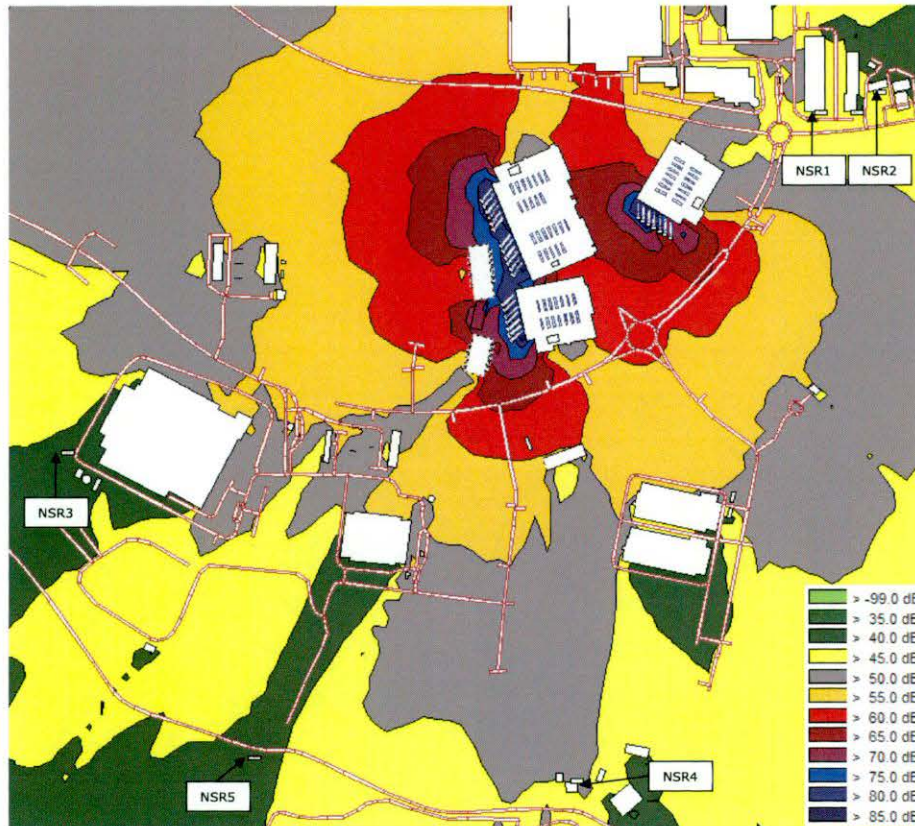 NSR1
NSR2
NSR3
NSR5
NSR4
> -99.0 dB
> 35.0 dB
> 40.0 dB
> 45.0 dB
> 50.0 dB
> 55.0 dB
> 60.0 dB
> 65.0 dB
> 70.0 dB
> 75.0 dB
> 80.0 dB
> 85.0 dB